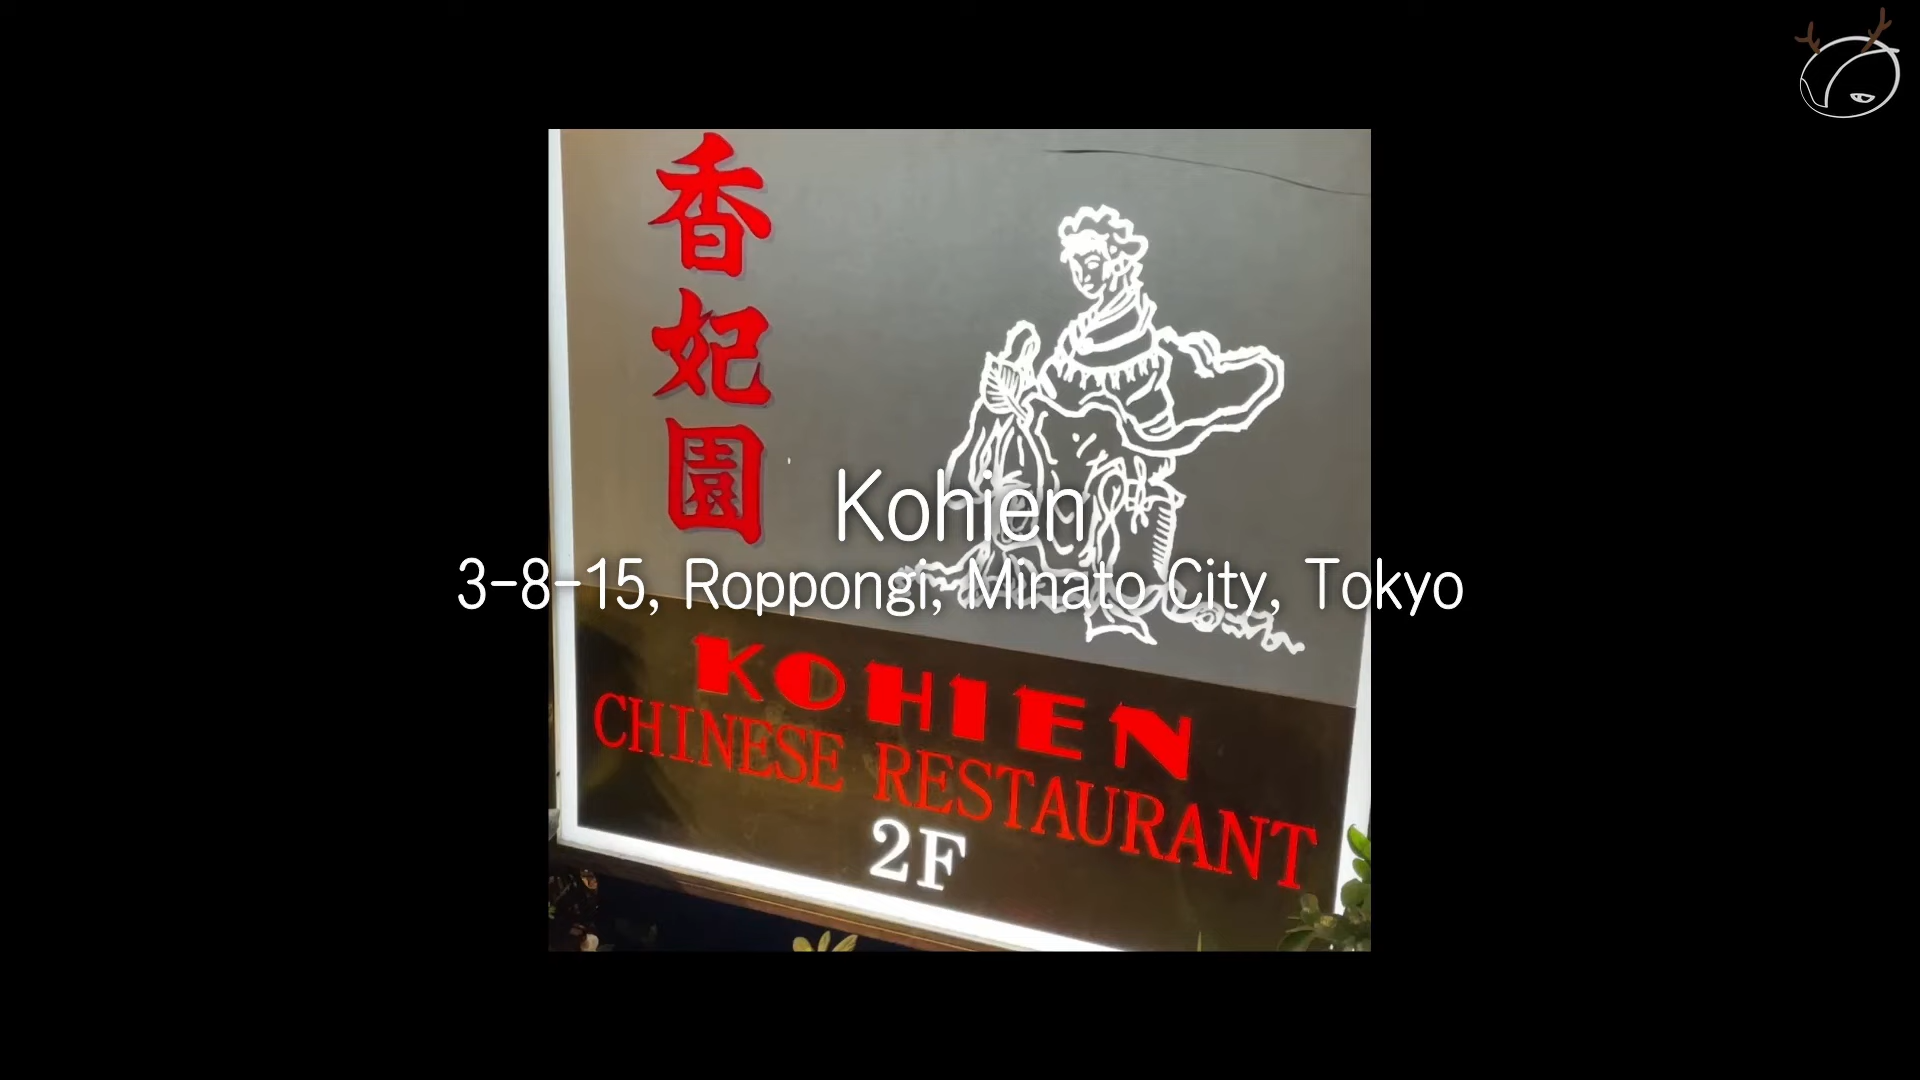 香妃園
Kohien
3-8-15, Roppongi, Minato City, Tokyo
KOHIEN
CHINESE RESTAURANT
2F